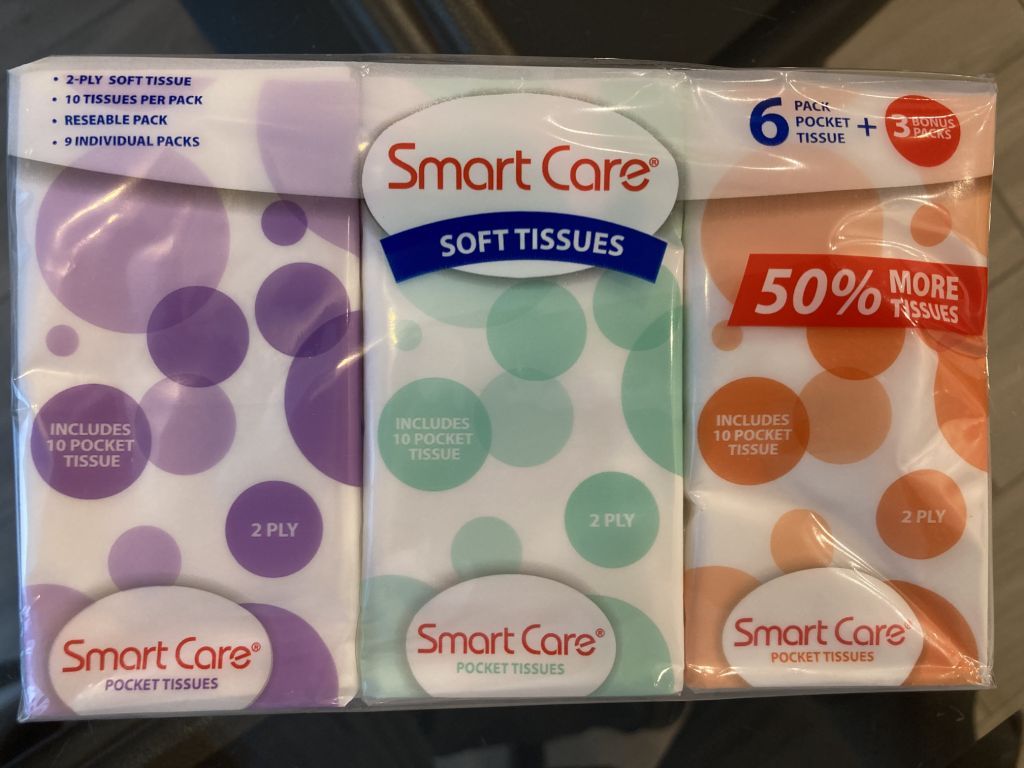 • 2-PLY SOFT TISSUE
• 10 TISSUES PER PACK
• RESEABLE PACK
• 9 INDIVIDUAL PACKS
Smart Care®
SOFT TISSUES
6 PACK
POCKET
TISSUE
+
3 BONUS
PACKS
50% MORE
TISSUES
INCLUDES
10 POCKET
TISSUE
2 PLY
Smart Care®
POCKET TISSUES
INCLUDES
10 POCKET
TISSUE
2 PLY
Smart Care®
POCKET TISSUES
INCLUDES
10 POCKET
TISSUE
2 PLY
Smart Care®
POCKET TISSUES